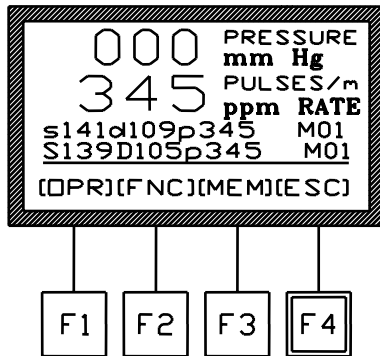 000 PRESSURE
mm Hg
345 PULSES/m
ppm RATE
s141d109p345 M01
S139D105p345 M01
[OPR][FNC][MEM][ESC]
F1 F2 F3 F4